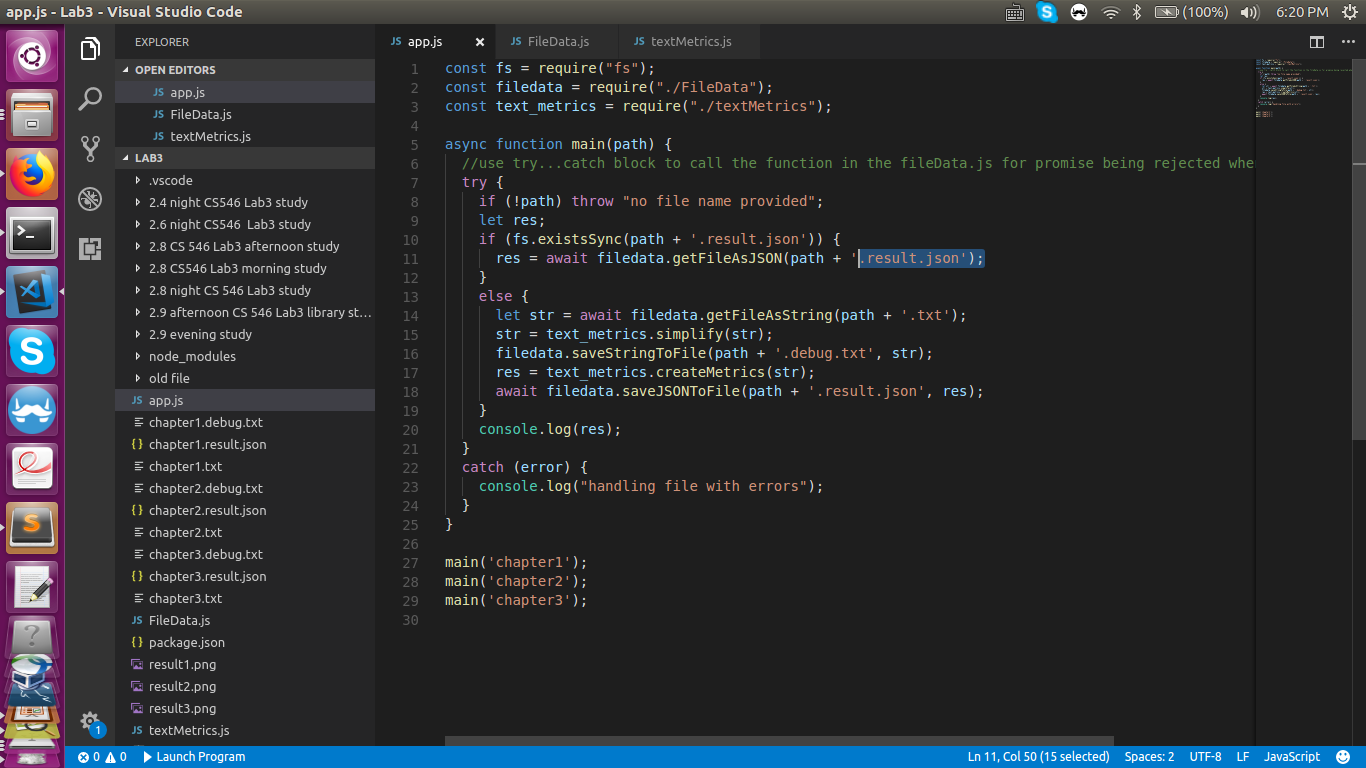 app.js - Lab3 - Visual Studio Code
(100%)
6:20 PM
EXPLORER
OPEN EDITORS
JS app.js
JS FileData.js
JS textMetrics.js
LAB3
.vscode
2.4 night CS546 Lab3 study
2.6 night CS546 Lab3 study
2.8 CS 546 Lab3 afternoon study
2.8 CS546 Lab3 morning study
2.8 night CS 546 Lab3 study
2.9 afternoon CS 546 Lab3 library st...
2.9 evening study
node_modules
old file
JS app.js
chapter1.debug.txt
{ } chapter1.result.json
chapter1.txt
chapter2.debug.txt
{ } chapter2.result.json
chapter2.txt
chapter3.debug.txt
{ } chapter3.result.json
chapter3.txt
JS FileData.js
{ } package.json
result1.png
result2.png
result3.png
JS textMetrics.js
JS app.js
JS FileData.js
JS textMetrics.js
1 const fs = require("fs");
2 const filedata = require("./FileData");
3 const text_metrics = require("./textMetrics");
4
5 async function main(path) {
6 //use try...catch block to call the function in the fileData.js for promise being rejected whe
7 try {
8 if (!path) throw "no file name provided";
9 let res;
10 if (fs.existsSync(path + '.result.json')) {
11 res = await filedata.getFileAsJSON(path + '.result.json');
12 }
13 else {
14 let str = await filedata.getFileAsString(path + '.txt');
15 str = text_metrics.simplify(str);
16 filedata.saveStringToFile(path + '.debug.txt', str);
17 res = text_metrics.createMetrics(str);
18 await filedata.saveJSONToFile(path + '.result.json', res);
19 }
20 console.log(res);
21 }
22 catch (error) {
23 console.log("handling file with errors");
24 }
25 }
26
27 main('chapter1');
28 main('chapter2');
29 main('chapter3');
30
1
0 0 Launch Program
Ln 11, Col 50 (15 selected) Spaces: 2 UTF-8 LF JavaScript